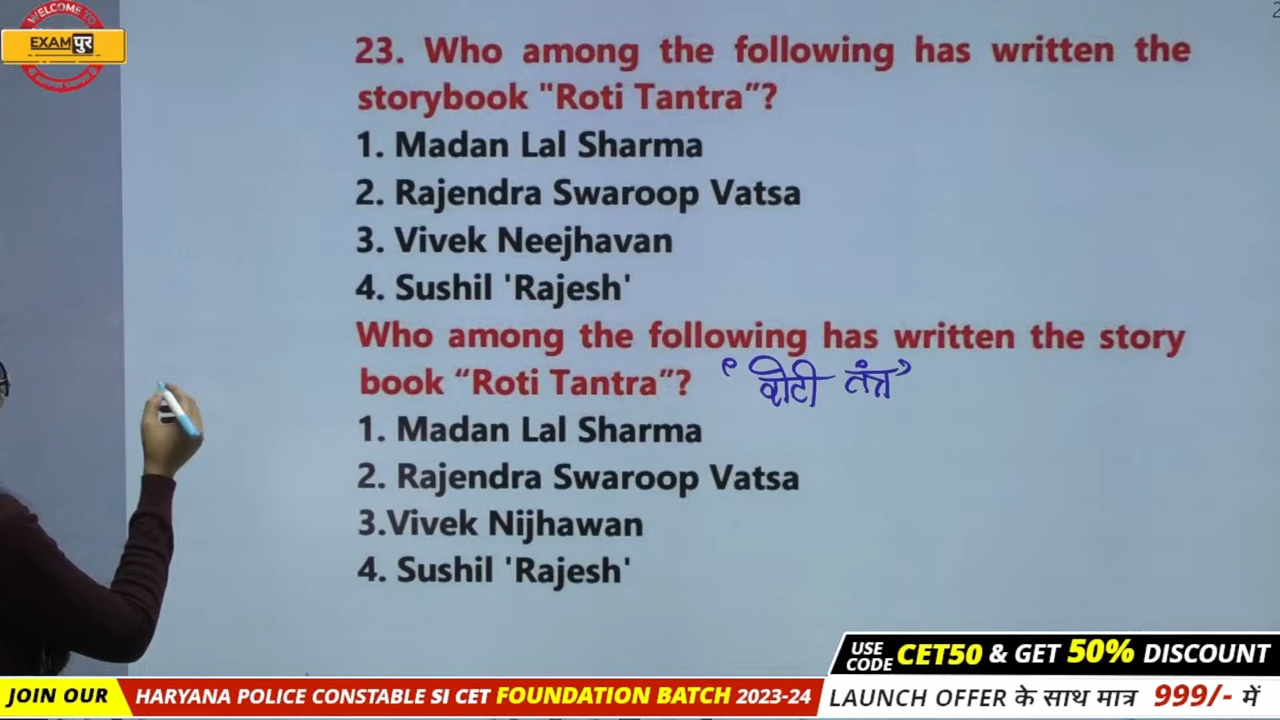 WELCOME TO
EXAMपुर
2
23. Who among the following has written the
storybook "Roti Tantra”?
1. Madan Lal Sharma
2. Rajendra Swaroop Vatsa
3. Vivek Neejhavan
4. Sushil 'Rajesh'
Who among the following has written the story
book “Roti Tantra”? “रोटी तंत्र”
1. Madan Lal Sharma
2. Rajendra Swaroop Vatsa
3.Vivek Nijhawan
4. Sushil 'Rajesh'
USE CODE CET50 & GET 50% DISCOUNT
JOIN OUR HARYANA POLICE CONSTABLE SI CET FOUNDATION BATCH 2023-24 LAUNCH OFFER के साथ मात्र 999/- में